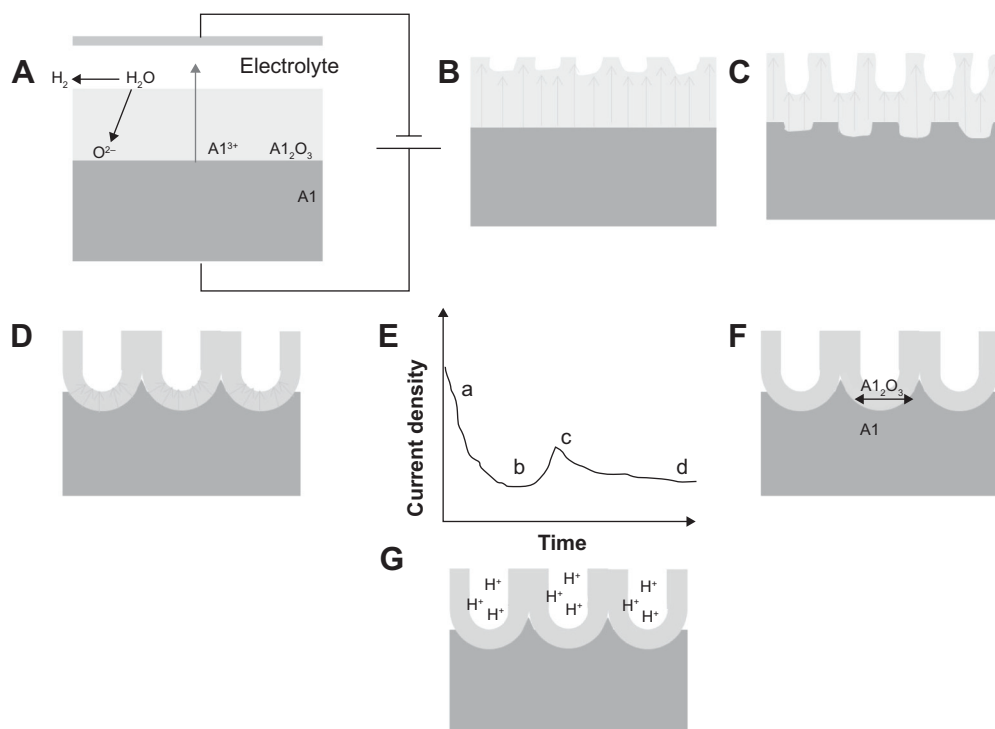 A
H₂
H₂O
Electrolyte
O²⁻
A1³⁺
A1₂O₃
A1
B
C
D
E
Current density
a
b
c
d
Time
F
A1₂O₃
A1
G
H⁺
H⁺
H⁺
H⁺
H⁺
H⁺
H⁺
H⁺
H⁺